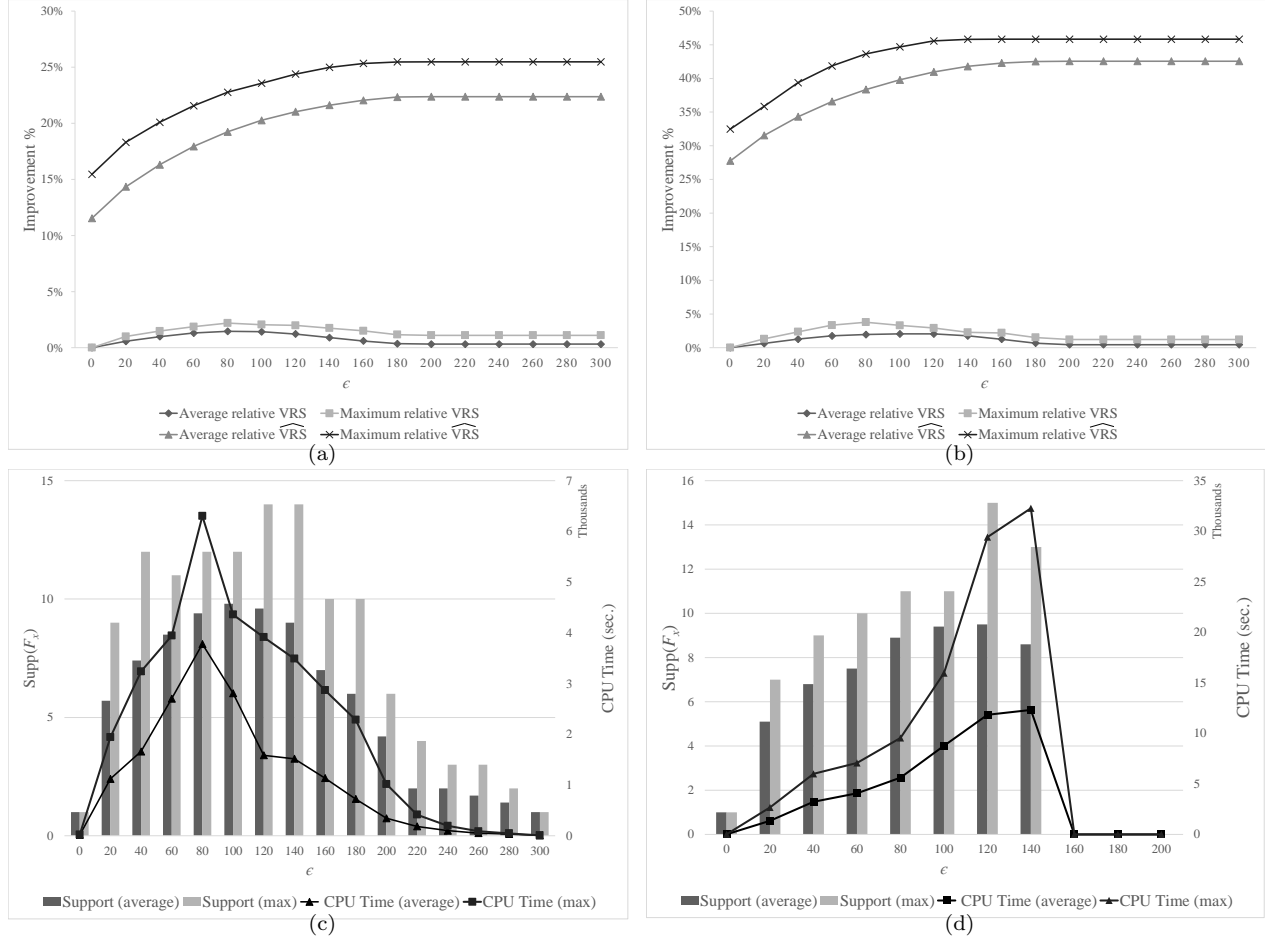 30%
25%
20%
15%
10%
5%
0%
Improvement %
0 20 40 60 80 100 120 140 160 180 200 220 240 260 280 300
ϵ
Average relative VRS Maximum relative VRS
Average relative $\widehat{VRS}$ Maximum relative $\widehat{VRS}$
(a)
50%
45%
40%
35%
30%
25%
20%
15%
10%
5%
0%
Improvement %
0 20 40 60 80 100 120 140 160 180 200 220 240 260 280 300
ϵ
Average relative VRS Maximum relative VRS
Average relative $\widehat{VRS}$ Maximum relative $\widehat{VRS}$
(b)
15
10
5
0
Supp(F_x)
7
6
5
4
3
2
1
0
Thousands
CPU Time (sec.)
0 20 40 60 80 100 120 140 160 180 200 220 240 260 280 300
ϵ
Support (average) Support (max) CPU Time (average) CPU Time (max)
(c)
16
14
12
10
8
6
4
2
0
Supp(F_x)
35
30
25
20
15
10
5
0
Thousands
CPU Time (sec.)
0 20 40 60 80 100 120 140 160 180 200
ϵ
Support (average) Support (max) CPU Time (average) CPU Time (max)
(d)